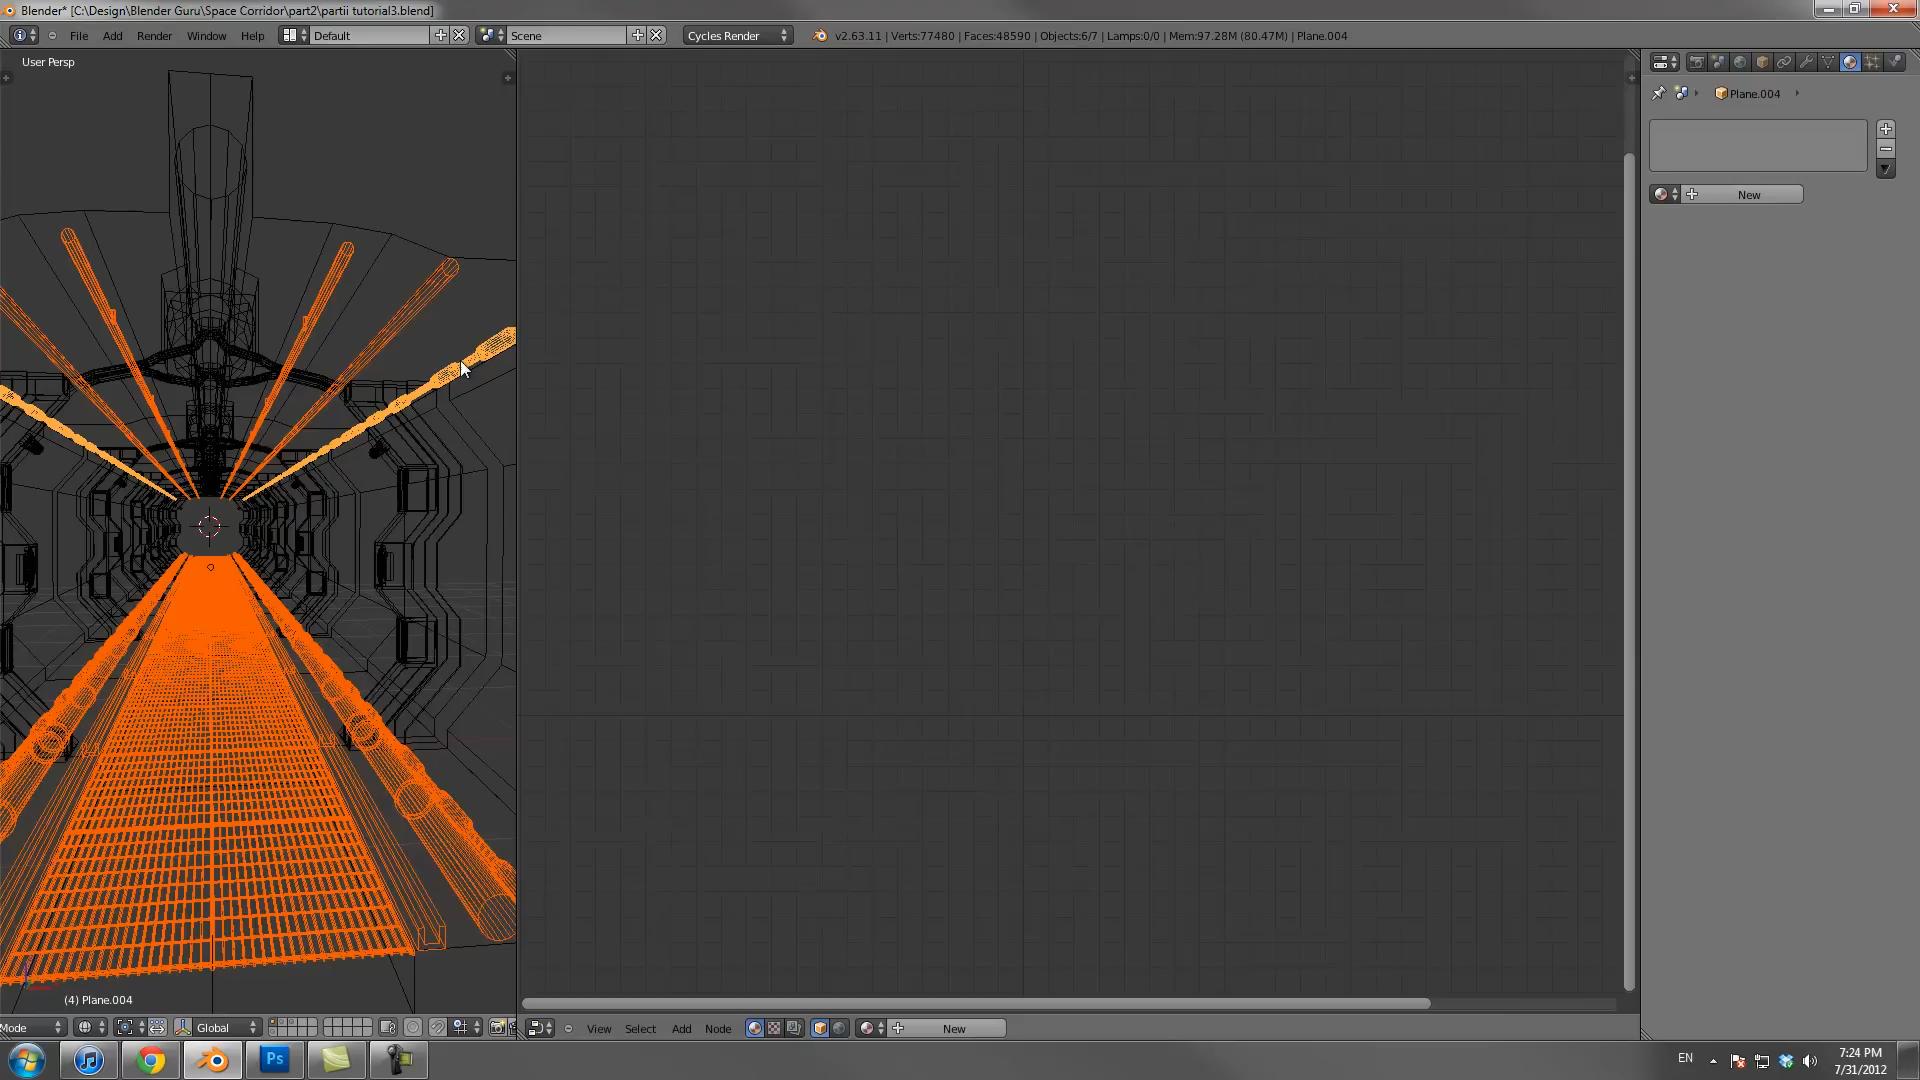 Blender* [C:\Design\Blender Guru\Space Corridor\part2\partii tutorial3.blend]
File Add Render Window Help Default Scene Cycles Render v2.63.11 | Verts:77480 | Faces:48590 | Objects:6/7 | Lamps:0/0 | Mem:97.28M (80.47M) | Plane.004
User Persp
Plane.004
New
(4) Plane.004
Mode Global View Select Add Node New
Ps
EN 7:24 PM
7/31/2012